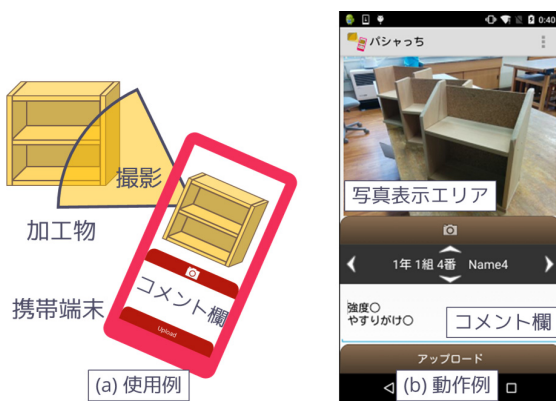 撮影
加工物
コメント欄
携帯端末
Upload
(a) 使用例
0:40
パシャっち
写真表示エリア
1年 1組 4番 Name4
強度○
やすりがけ○
コメント欄
アップロード
(b) 動作例